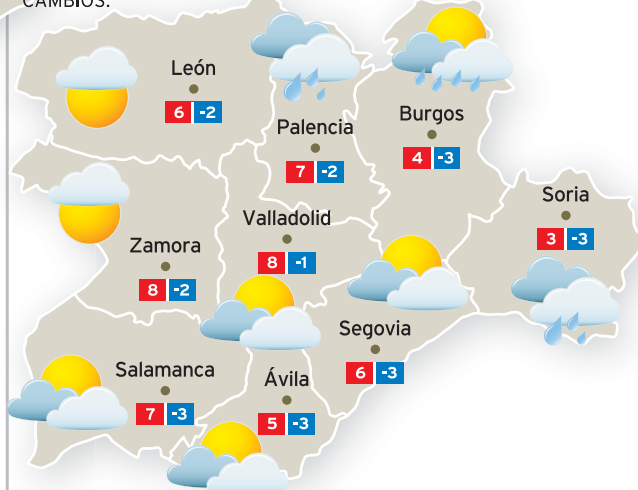 CAMBIOS.
León
6 -2
Palencia
7 -2
Burgos
4 -3
Soria
3 -3
Zamora
8 -2
Valladolid
8 -1
Segovia
6 -3
Salamanca
7 -3
Ávila
5 -3